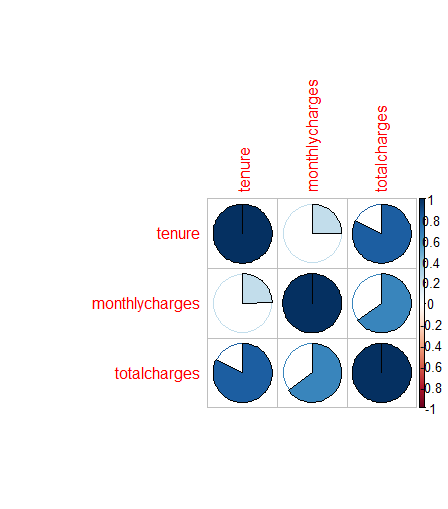 tenure
monthlycharges
totalcharges
tenure
monthlycharges
totalcharges
1
0.8
0.6
0.4
0.2
0
-0.2
-0.4
-0.6
-0.8
-1